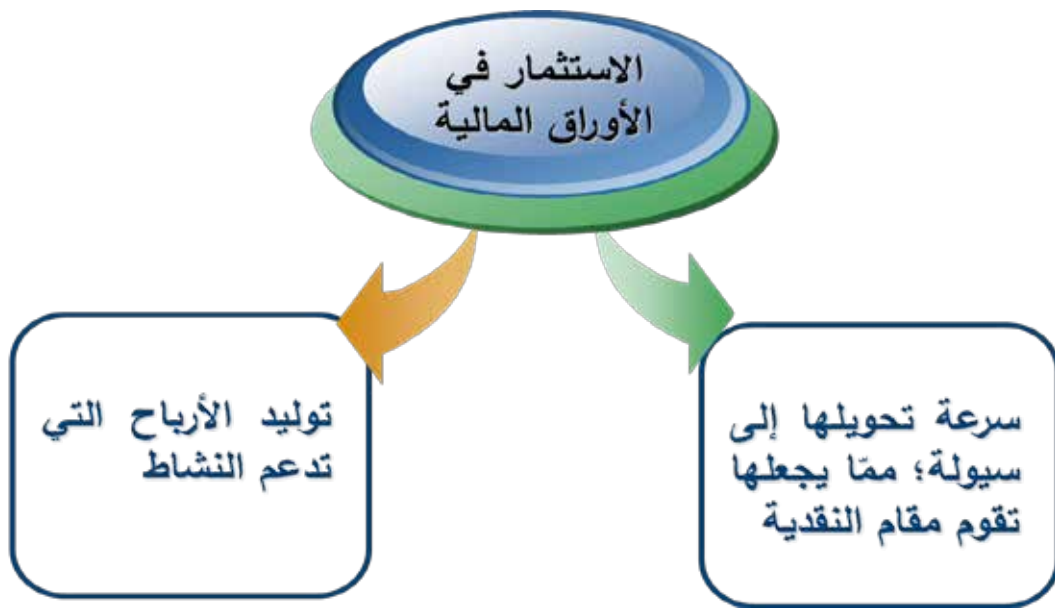 الاستثمار في
الأوراق المالية
سرعة تحويلها إلى
سيولة؛ ممّا يجعلها
تقوم مقام النقدية
توليد الأرباح التي
تدعم النشاط